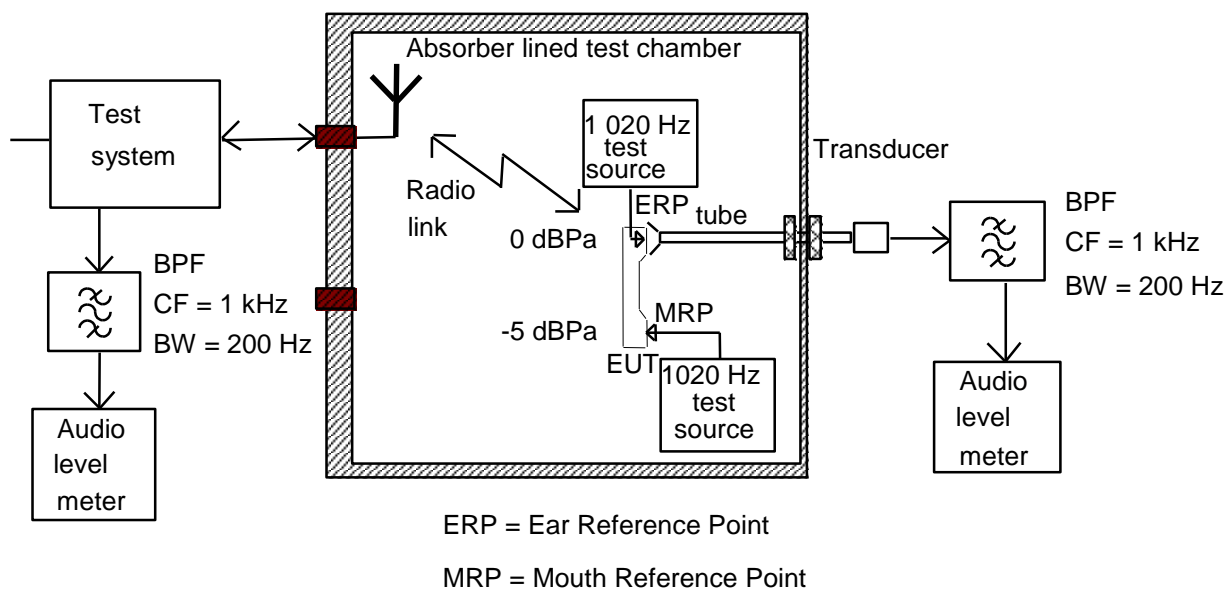 Absorber lined test chamber
Test
system
1 020 Hz
test
source
Transducer
Radio
link
ERP
tube
0 dBPa
BPF
CF = 1 kHz
BW = 200 Hz
BPF
CF = 1 kHz
BW = 200 Hz
MRP
-5 dBPa
EUT
1020 Hz
test
source
Audio
level
meter
Audio
level
meter
ERP = Ear Reference Point
MRP = Mouth Reference Point